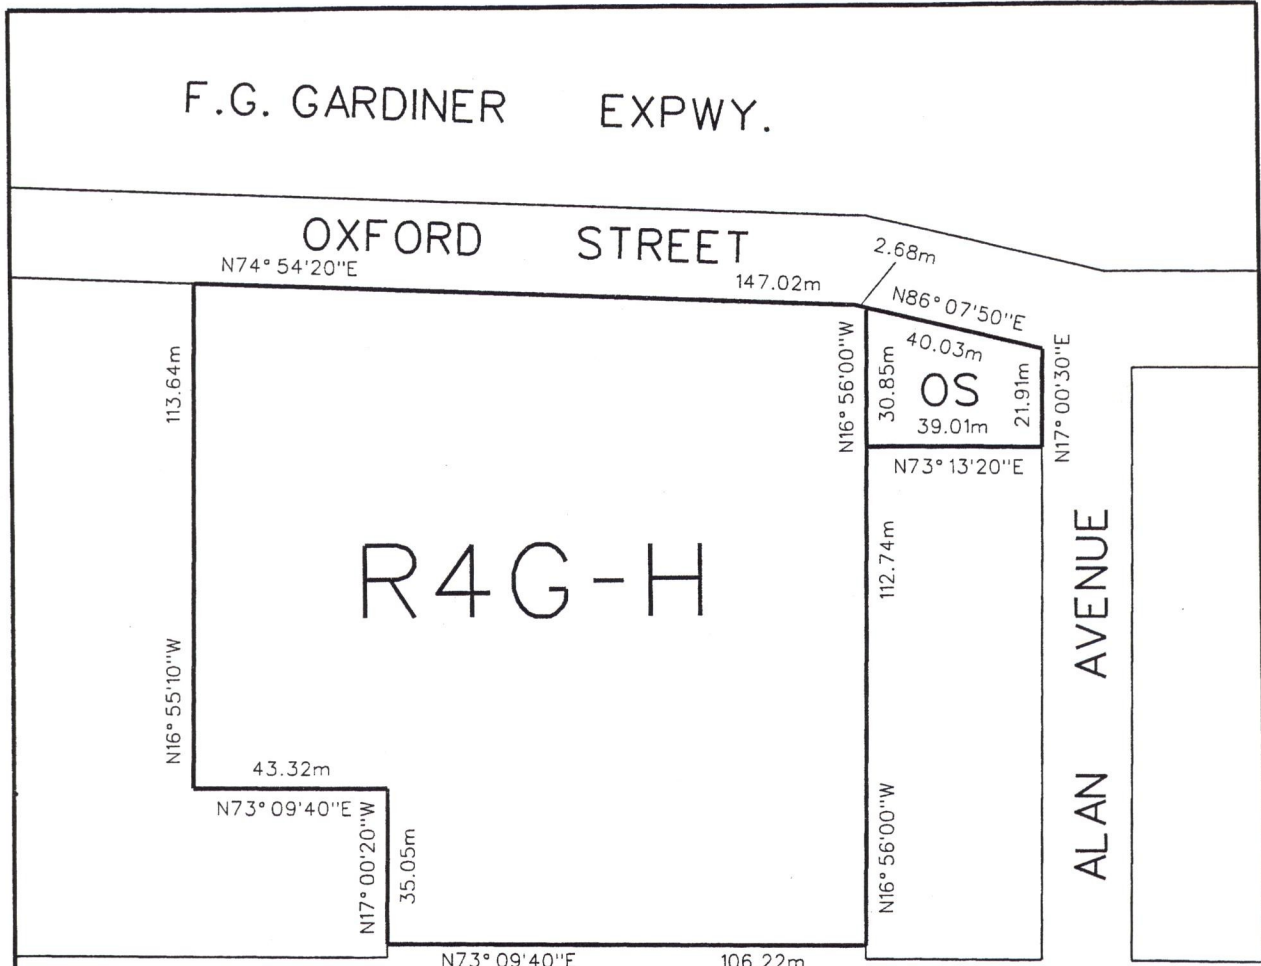 F.G. GARDINER EXPWY.
OXFORD STREET
2.68m
N74° 54'20"E
147.02m
N86° 07'50"E
40.03m
113.64m
N16° 56'00"W
30.85m
OS
21.91m
N17° 00'30"E
39.01m
N73° 13'20"E
R4G-H
112.74m
ALAN AVENUE
N16° 55'10"W
43.32m
N73° 09'40"E
N17° 00'20"W
35.05m
N16° 56'00"W
N73° 09'40"E
106.22m